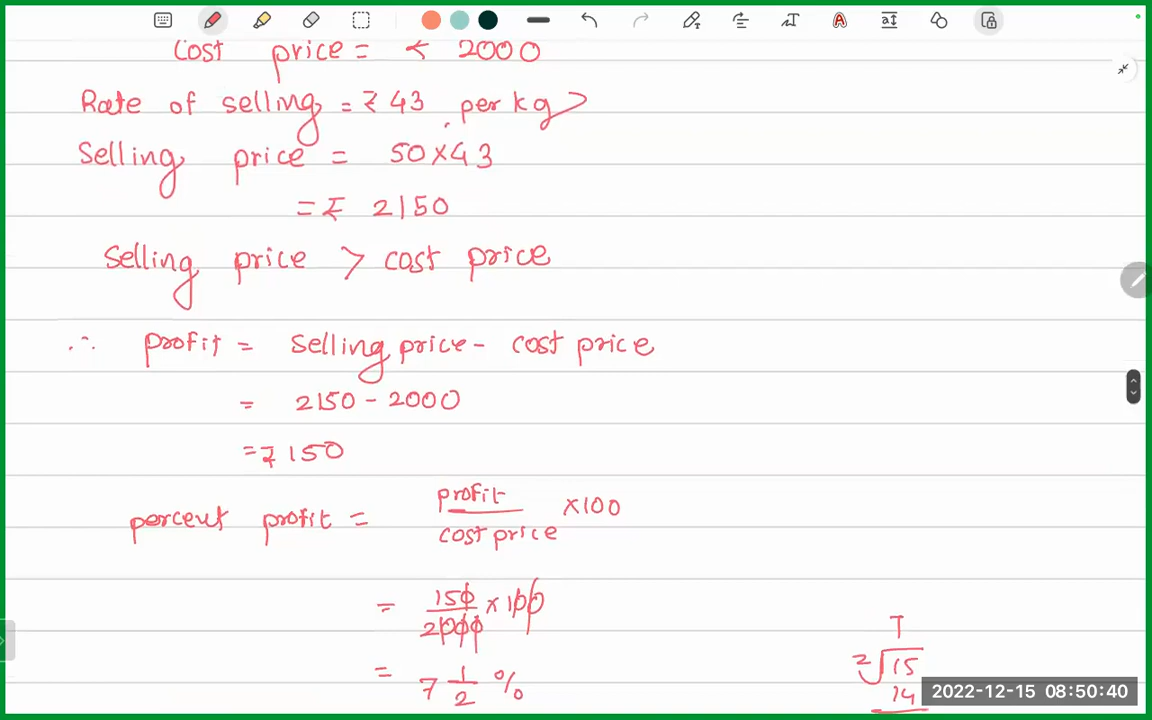 Cost price = ₹ 2000
Rate of selling = ₹ 43 per kg
Selling price = 50×43
= ₹ 2150
Selling price > cost price
∴ profit = Selling price - cost price
= 2150 - 2000
= ₹ 150
percent profit = profit/cost price ×100
= 150/2000 × 100
= 7 1/2 %
7
2√15
14
2022-12-15 08:50:40